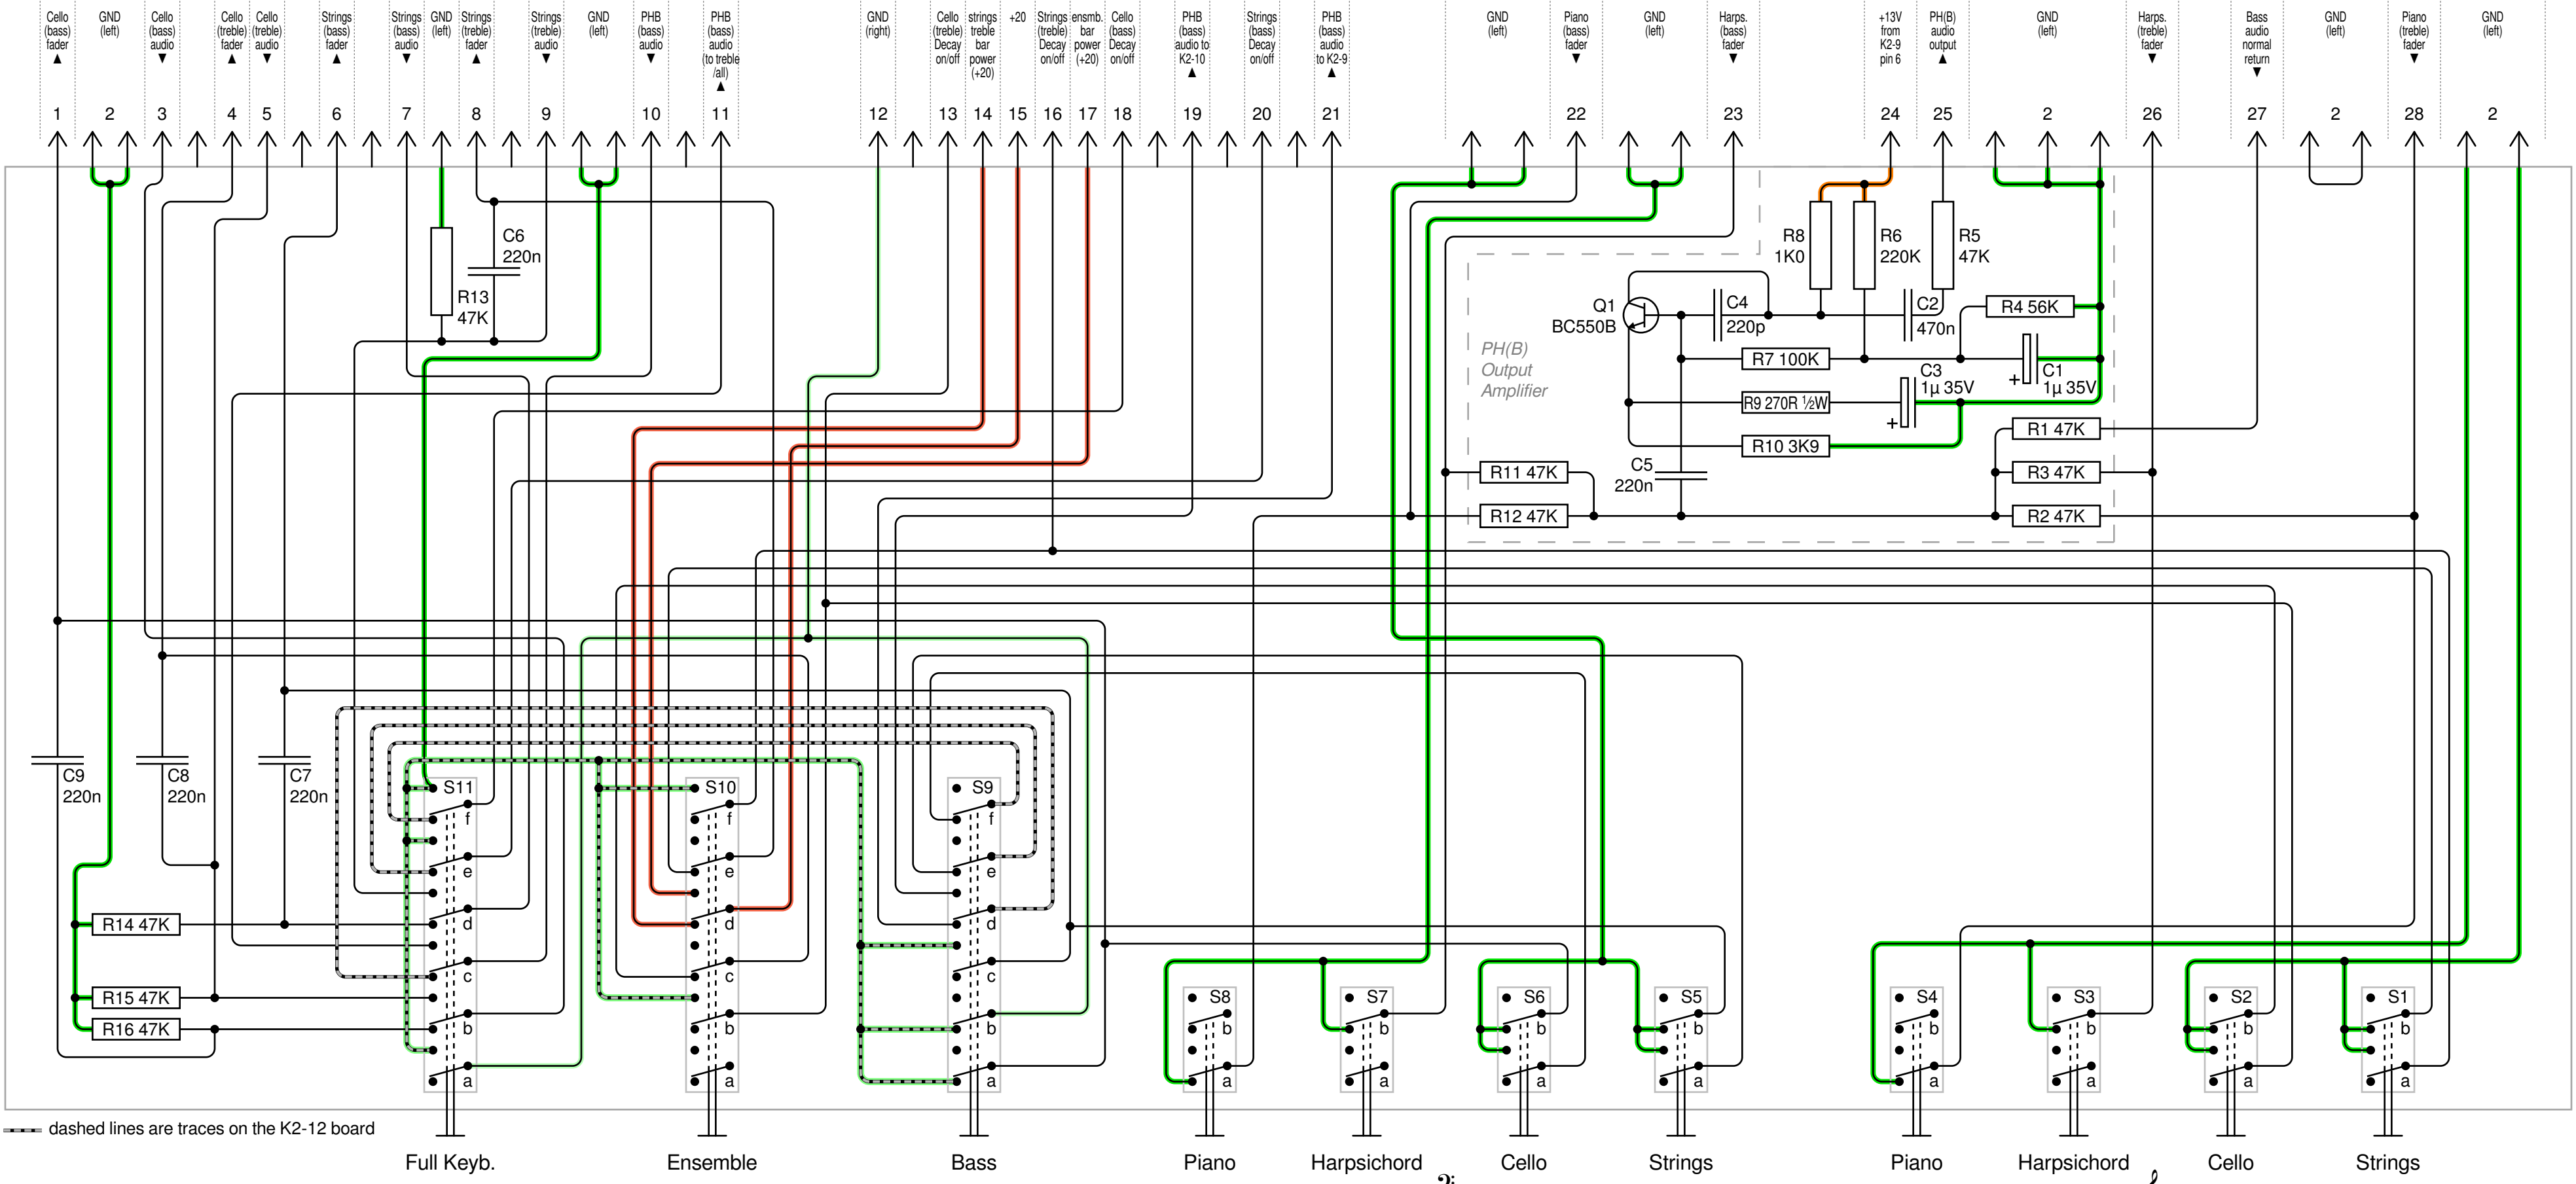 Cello (bass) fader ▲
GND (left)
Cello (bass) audio ▼
Cello (treble) fader ▲
Cello (treble) audio ▼
Strings (bass) fader ▲
Strings (bass) audio ▼
GND (left)
Strings (treble) fader ▲
Strings (treble) audio ▼
GND (left)
PHB (bass) audio ▼
PHB (bass) audio (to treble /all) ▲
GND (right)
Cello (treble) Decay on/off
strings treble bar power (+20)
+20
Strings (treble) Decay on/off
ensmb. bar power (+20)
Cello (bass) Decay on/off
PHB (bass) audio to K2-10 ▲
Strings (bass) Decay on/off
PHB (bass) audio to K2-9 ▲
GND (left)
Piano (bass) fader ▼
GND (left)
Harps. (bass) fader ▼
+13V from K2-9 pin 6
PH(B) audio output ▲
GND (left)
Harps. (treble) fader ▼
Bass audio normal return ▼
GND (left)
Piano (treble) fader ▼
GND (left)
1 2 3 4 5 6 7 8 9 10 11 12 13 14 15 16 17 18 19 20 21 22 23 24 25 2 26 27 2 28 2
C6 220n
R13 47K
R8 1K0
R6 220K
R5 47K
Q1 BC550B
C4 220p
C2 470n
R4 56K
R7 100K
C3 1µ 35V
C1 1µ 35V
+
+
R9 270R ½W
R10 3K9
PH(B)
Output
Amplifier
R1 47K
R11 47K
C5 220n
R3 47K
R12 47K
R2 47K
C9 220n
C8 220n
C7 220n
R14 47K
R15 47K
R16 47K
S11 f e d c b a
S10 f e d c b a
S9 f e d c b a
S8 b a
S7 b a
S6 b a
S5 b a
S4 b a
S3 b a
S2 b a
S1 b a
dashed lines are traces on the K2-12 board
Full Keyb. Ensemble Bass Piano Harpsichord Cello Strings Piano Harpsichord Cello Strings